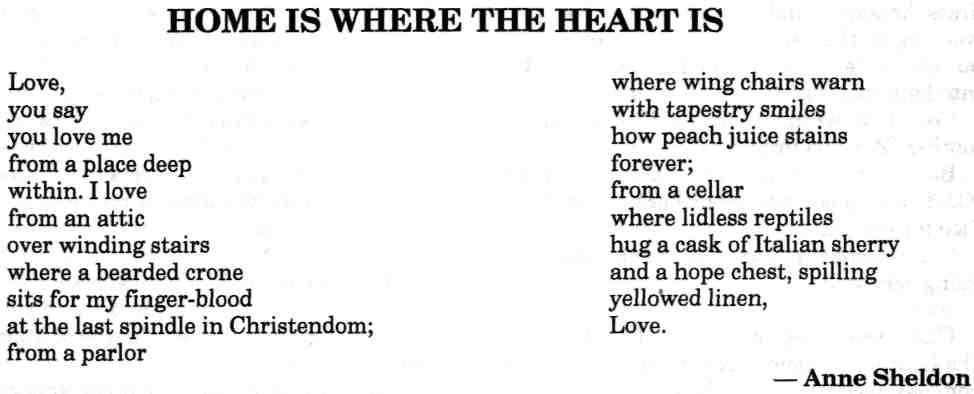 HOME IS WHERE THE HEART IS
Love,
you say
you love me
from a place deep
within. I love
from an attic
over winding stairs
where a bearded crone
sits for my finger-blood
at the last spindle in Christendom;
from a parlor
where wing chairs warn
with tapestry smiles
how peach juice stains
forever;
from a cellar
where lidless reptiles
hug a cask of Italian sherry
and a hope chest, spilling
yellowed linen,
Love.
— Anne Sheldon